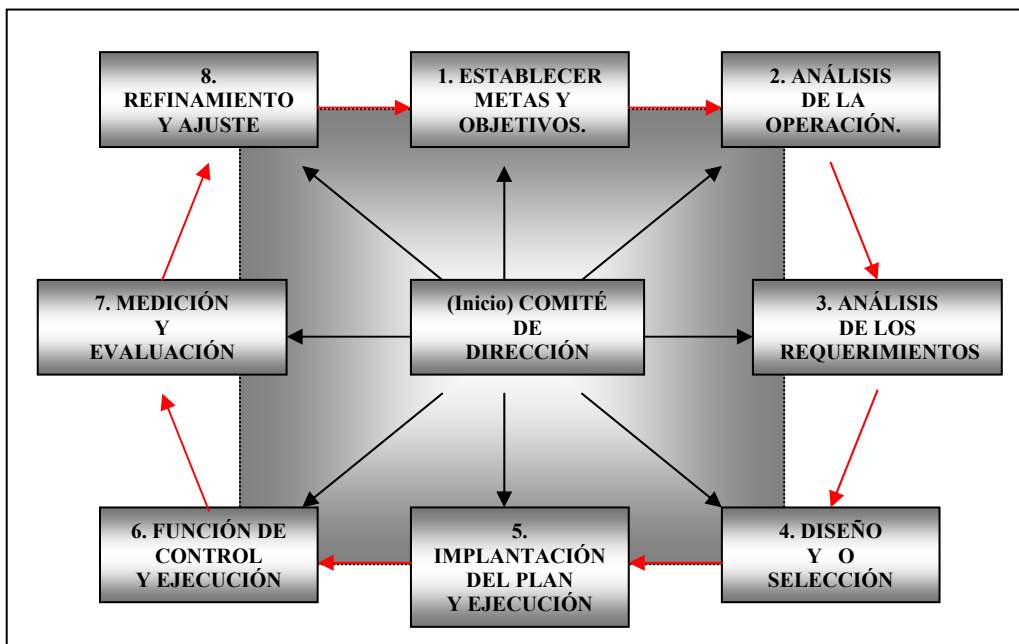 8.
REFINAMIENTO
Y AJUSTE
1. ESTABLECER
METAS Y
OBJETIVOS.
2. ANÁLISIS
DE LA
OPERACIÓN.
7. MEDICIÓN
Y
EVALUACIÓN
(Inicio) COMITÉ
DE
DIRECCIÓN
3. ANÁLISIS
DE LOS
REQUERIMIENTOS
6. FUNCIÓN DE
CONTROL
Y EJECUCIÓN
5.
IMPLANTACIÓN
DEL PLAN
Y EJECUCIÓN
4. DISEÑO
Y O
SELECCIÓN